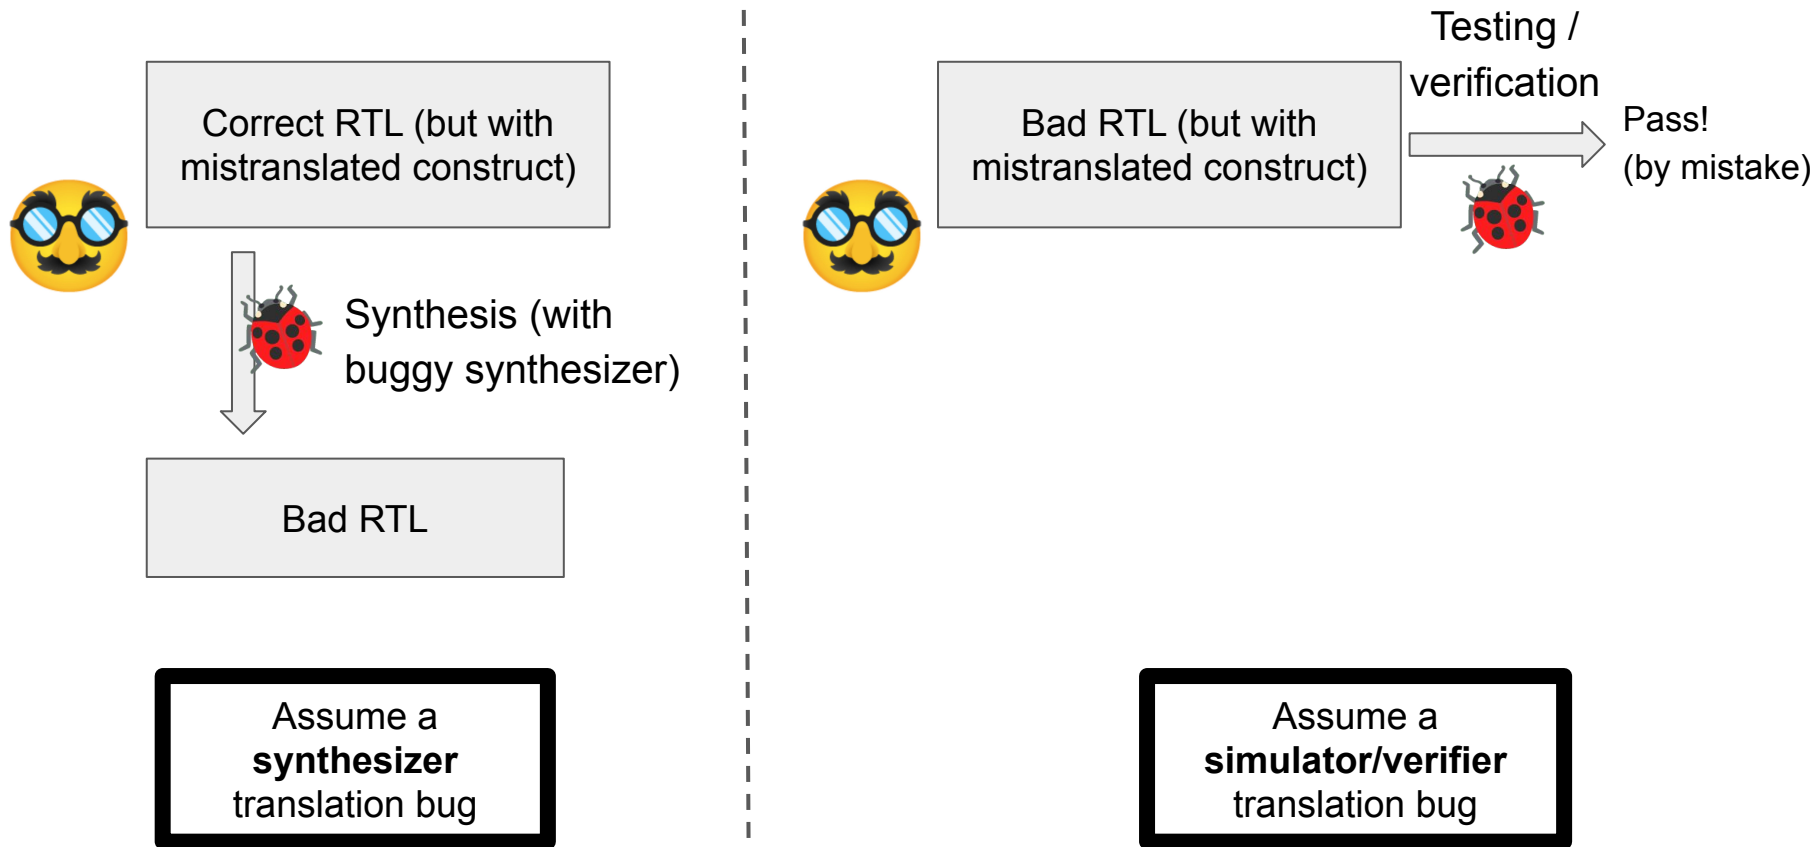 Correct RTL (but with
mistranslated construct)
Synthesis (with
buggy synthesizer)
Bad RTL
Assume a
synthesizer
translation bug
Testing /
verification
Bad RTL (but with
mistranslated construct)
Pass!
(by mistake)
Assume a
simulator/verifier
translation bug